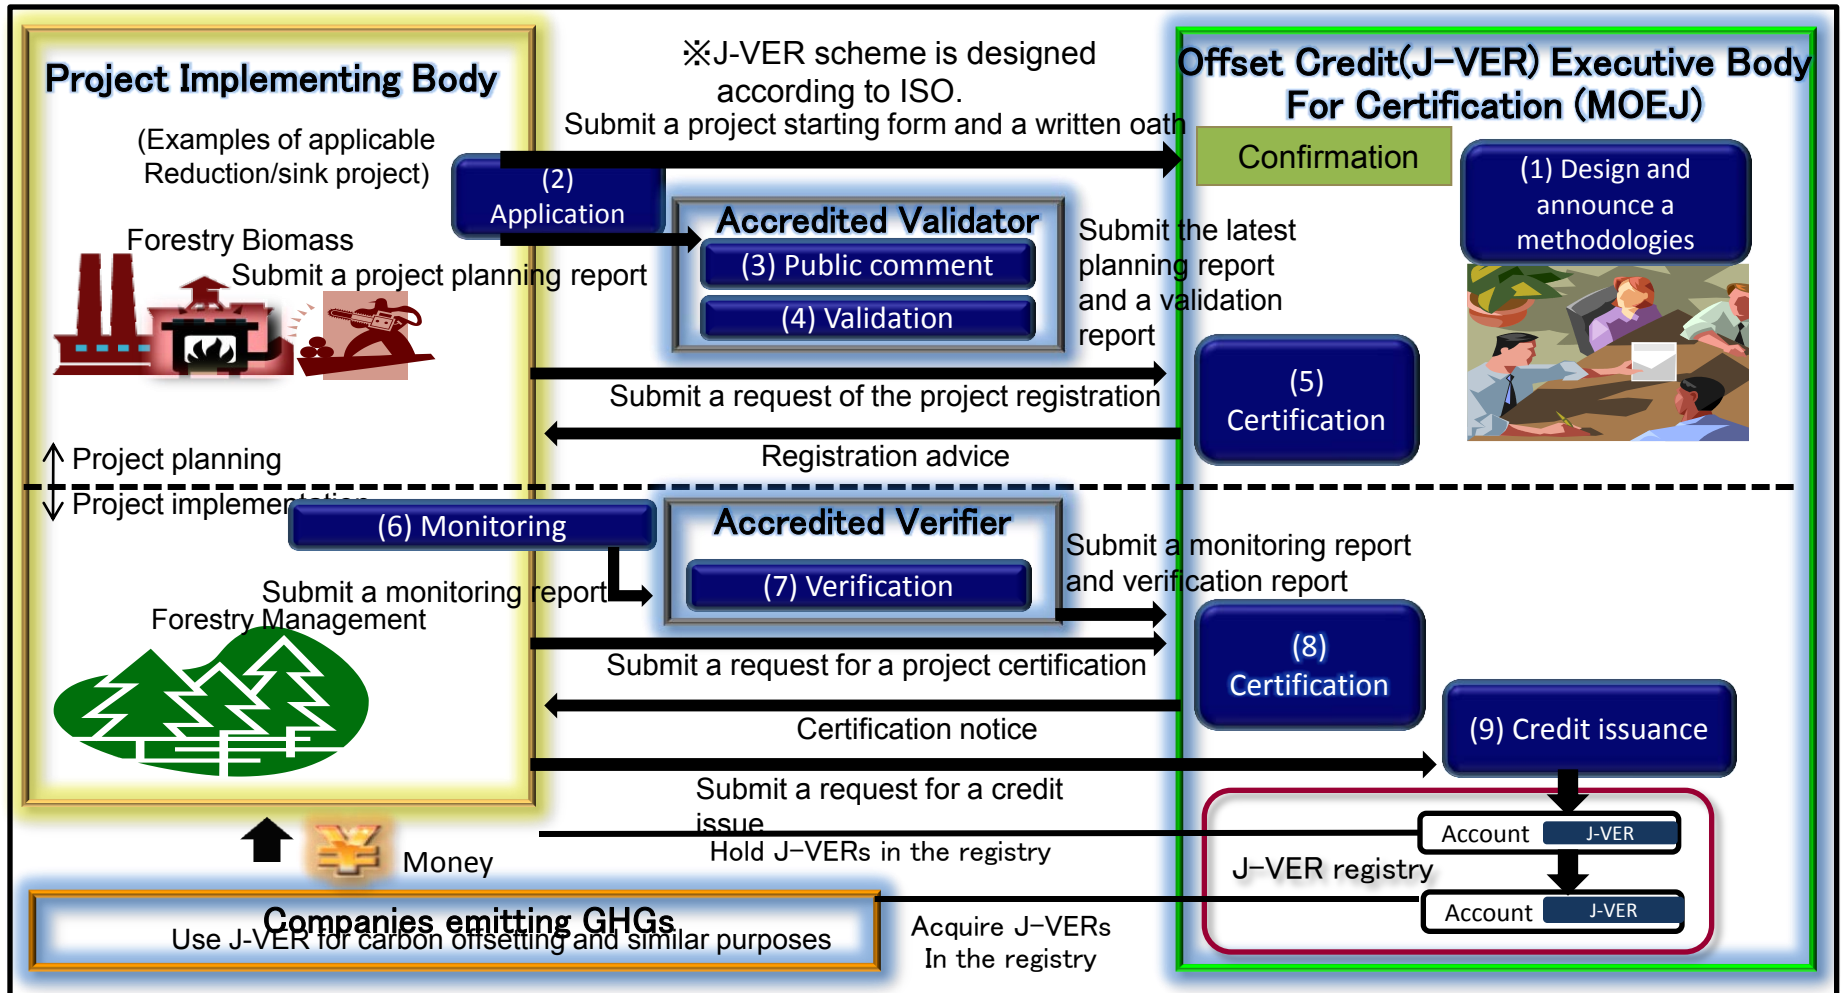 ※J-VER scheme is designed
according to ISO.
Project Implementing Body
Offset Credit(J-VER) Executive Body
For Certification (MOEJ)
(Examples of applicable
Reduction/sink project)
Submit a project starting form and a written oath
Confirmation
(1) Design and
announce a
methodologies
(2)
Application
Accredited Validator
(3) Public comment
(4) Validation
Submit the latest
planning report
and a validation
report
Forestry Biomass
Submit a project planning report
Submit a request of the project registration
(5)
Certification
Registration advice
Project planning
Project implementation
(6) Monitoring
Accredited Verifier
(7) Verification
Submit a monitoring report
and verification report
Submit a monitoring report
Forestry Management
Submit a request for a project certification
(8)
Certification
Certification notice
(9) Credit issuance
Submit a request for a credit
issue
Hold J-VERs in the registry
Account J-VER
J-VER registry
Account J-VER
¥
Money
Companies emitting GHGs
Use J-VER for carbon offsetting and similar purposes
Acquire J-VERs
In the registry